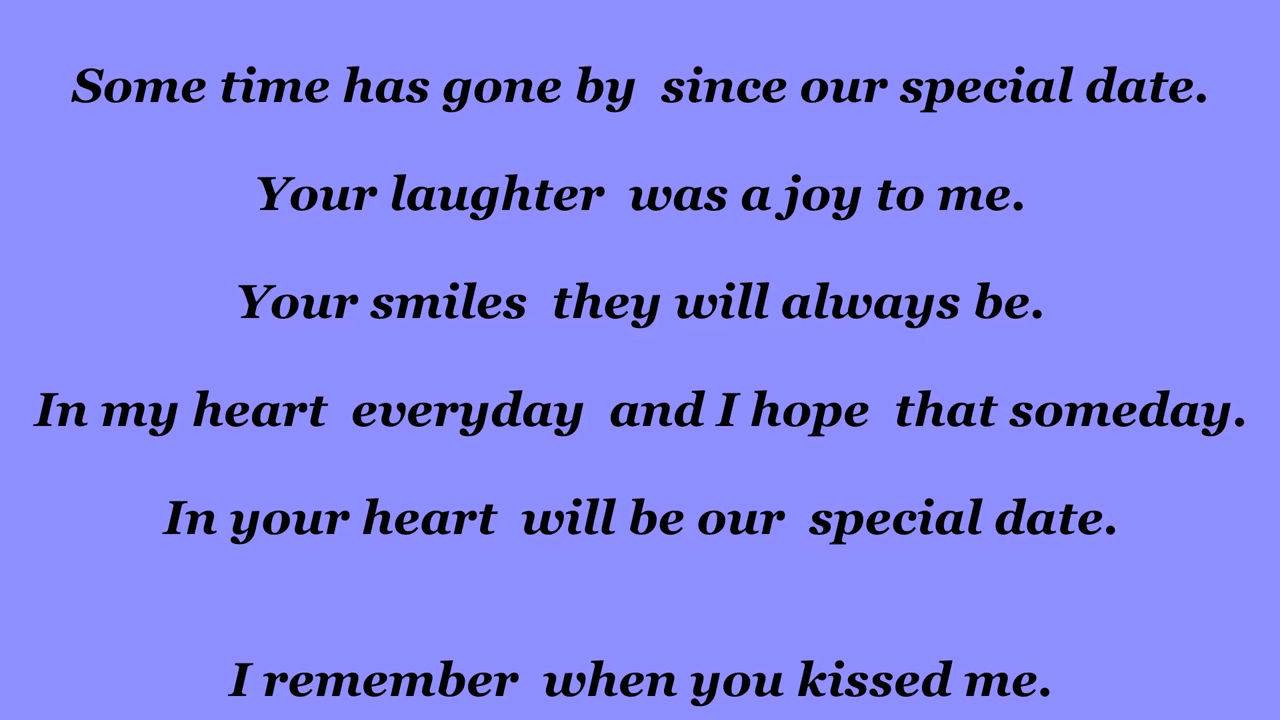 Some time has gone by  since our special date.
Your laughter  was a joy to me.
Your smiles  they will always be.
In my heart  everyday  and I hope  that someday.
In your heart  will be our  special date.
I remember  when you kissed me.